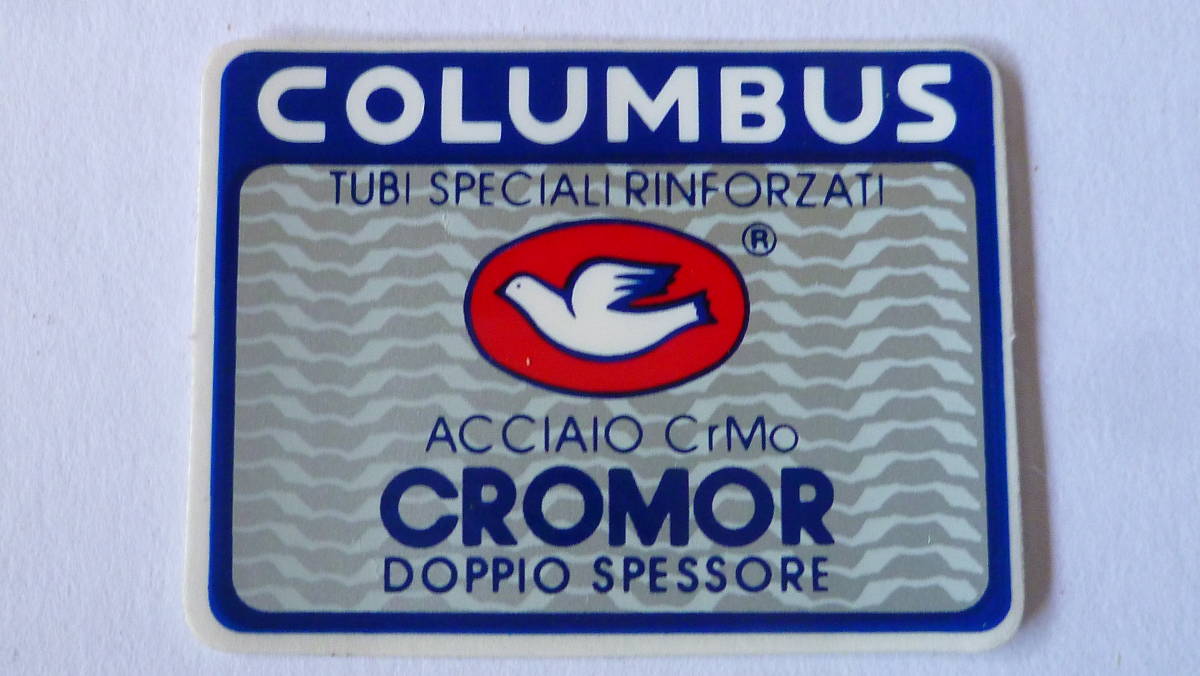 COLUMBUS
TUBI SPECIALI RINFORZATI
®
ACCIAIO CrMo
CROMOR
DOPPIO SPESSORE